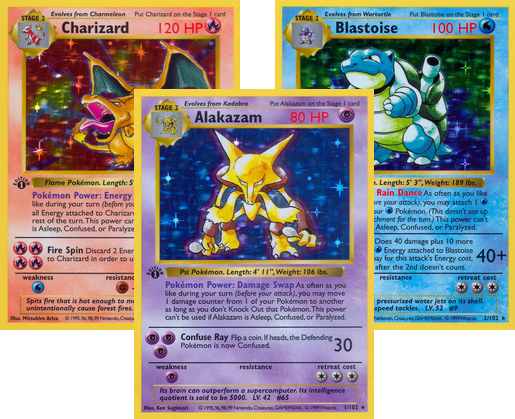 STAGE 2
Evolves from Charmeleon
Put Charizard on the Stage 1 card
Charizard
120 HP
Flame Pokémon. Length: 5
Pokémon Power: Energy
like during your turn (before
all Energy attached to Charizard
rest of the turn. This power can
is Asleep, Confused, or Paralyzed.
Fire Spin Discard 2 Ener
to Charizard in order to u
weakness
resistan
Spits fire that is hot enough to me
unintentionally cause forest fires.
Illus. Mitsuhiro Arita © 1995, 96, 98, 99 Nintendo, Creatures
STAGE 2
Evolves from Wartortle
Put Blastoise on the Stage 1 card
Blastoise
100 HP
. Length: 5' 3", Weight: 189 lbs.
Rain Dance As often as you like
your attack), you may attach 1
our Pokémon. (This doesn't use up
chment for the turn.) This power can't
is Asleep, Confused, or Paralyzed.
Does 40 damage plus 10 more
Energy attached to Blastoise
pay for this attack's Energy cost.
after the 2nd doesn't count.
40+
resistance
retreat cost
pressurized water jets on its shell.
speed tackles. LV. 52 #9
Nintendo, Creatures, GAMEFREAK. © 1999 Wizards. 2/102 ★
STAGE 2
Evolves from Kadabra
Put Alakazam on the Stage 1 card
Alakazam
80 HP
EDITION
1
Psi Pokémon. Length: 4' 11", Weight: 106 lbs.
Pokémon Power: Damage Swap As often as you
like during your turn (before your attack), you may move
1 damage counter from 1 of your Pokémon to another
as long as you don't Knock Out that Pokémon. This power
can't be used if Alakazam is Asleep, Confused, or Paralyzed.
Confuse Ray Flip a coin. If heads, the Defending
Pokémon is now Confused.
30
weakness
resistance
retreat cost
Its brain can outperform a supercomputer. Its intelligence
quotient is said to be 5000. LV. 42 #65
Illus. Ken Sugimori © 1995, 96, 98, 99 Nintendo, Creatures, GAMEFREAK. © 1999 Wizards. 1/102 ★